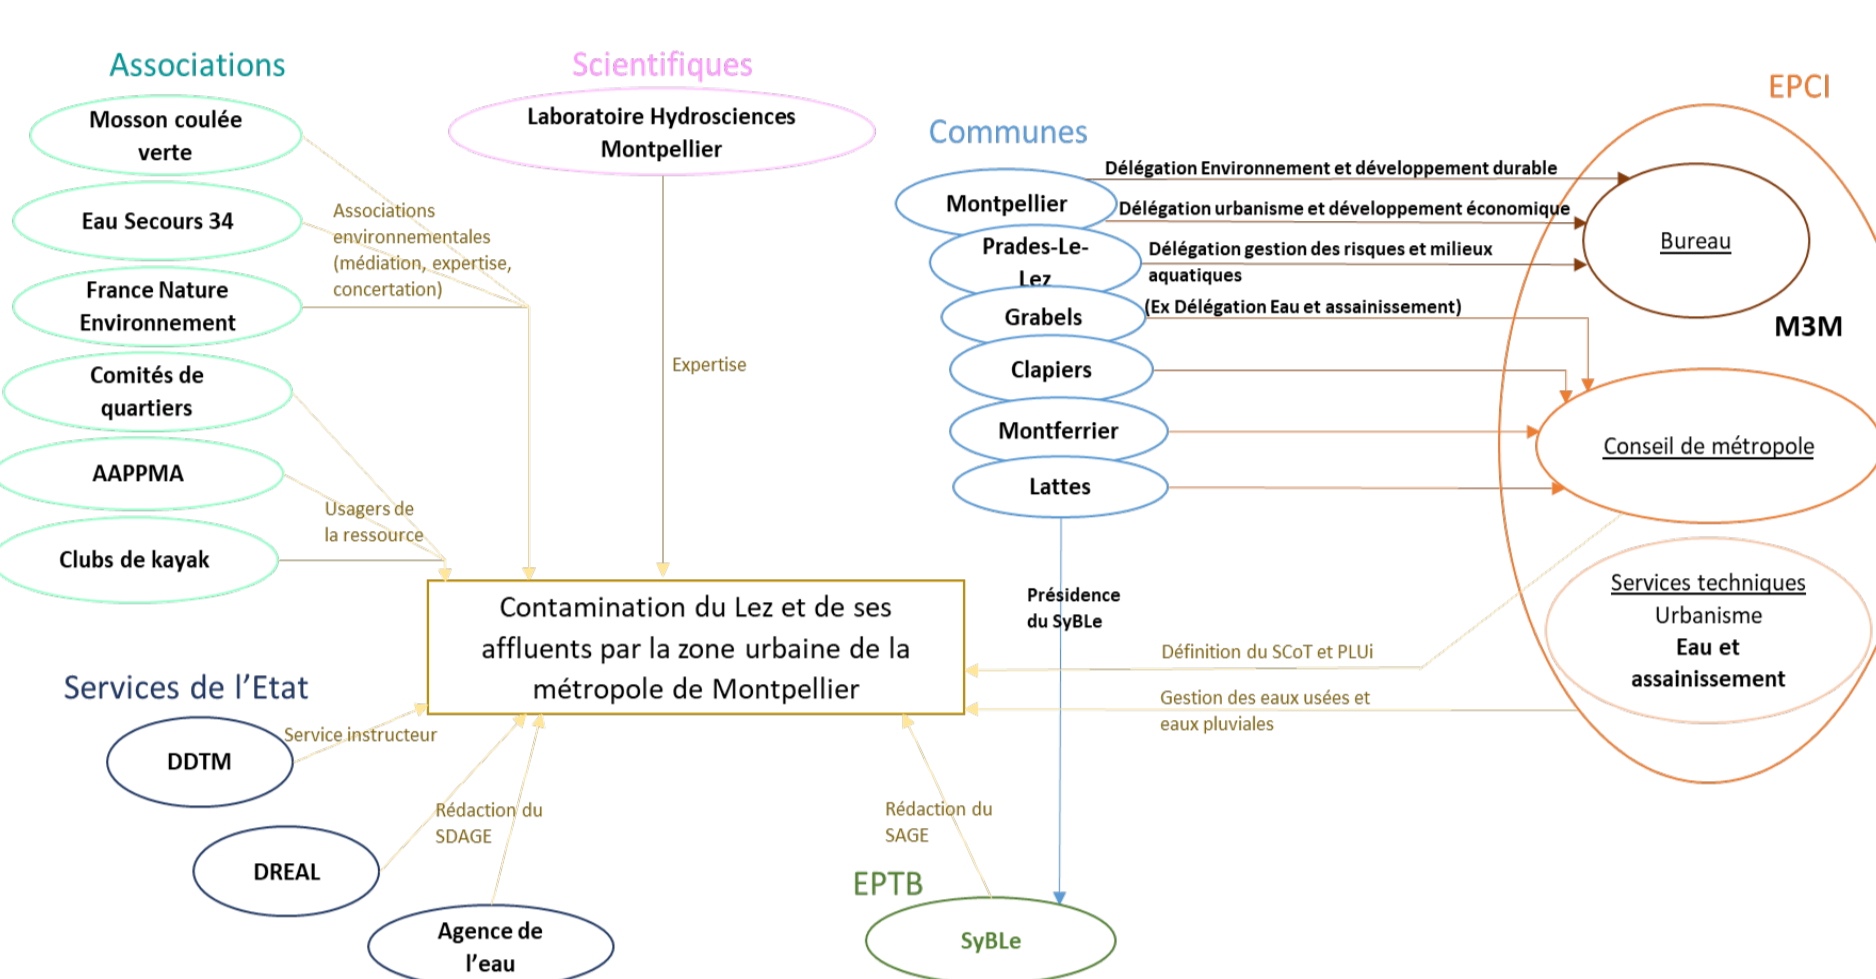 Associations
Mosson coulée
verte
Eau Secours 34
France Nature
Environnement
Comités de
quartiers
AAPPMA
Clubs de kayak
Associations
environnementales
(médiation, expertise,
concertation)
Usagers de
la ressource
Scientifiques
Laboratoire Hydrosciences
Montpellier
Expertise
Communes
Montpellier
Prades-Le-
Lez
Grabels
Clapiers
Montferrier
Lattes
Délégation Environnement et développement durable
Délégation urbanisme et développement économique
Délégation gestion des risques et milieux
aquatiques
(Ex Délégation Eau et assainissement)
EPCI
Bureau
M3M
Conseil de métropole
Services techniques
Urbanisme
Eau et
assainissement
Présidence
du SyBLe
Définition du SCoT et PLUi
Gestion des eaux usées et
eaux pluviales
Contamination du Lez et de ses
affluents par la zone urbaine de la
métropole de Montpellier
Services de l’Etat
DDTM
Service instructeur
DREAL
Rédaction du
SDAGE
Agence de
l’eau
Rédaction du
SAGE
EPTB
SyBLe